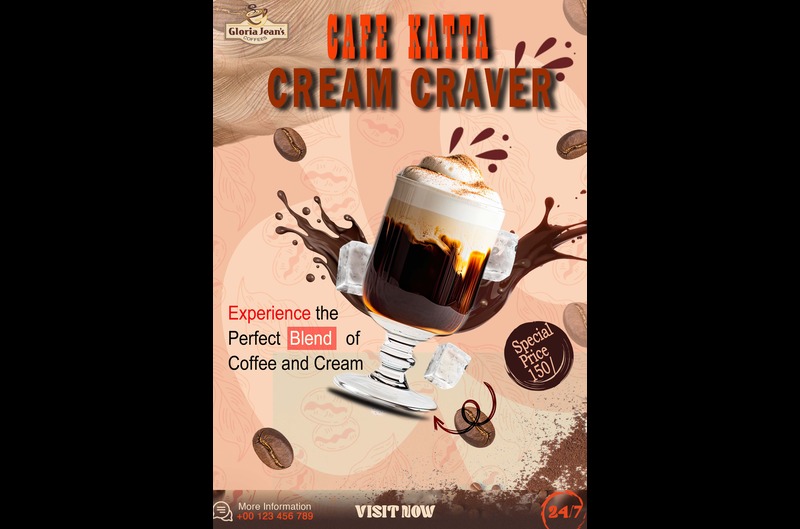 Gloria Jean's
COFFEES
CAFE KATTA
CREAM CRAVER
Experience the
Perfect Blend of
Coffee and Cream
Special
Price
150/
More Information
+00 123 456 789
VISIT NOW
24/7